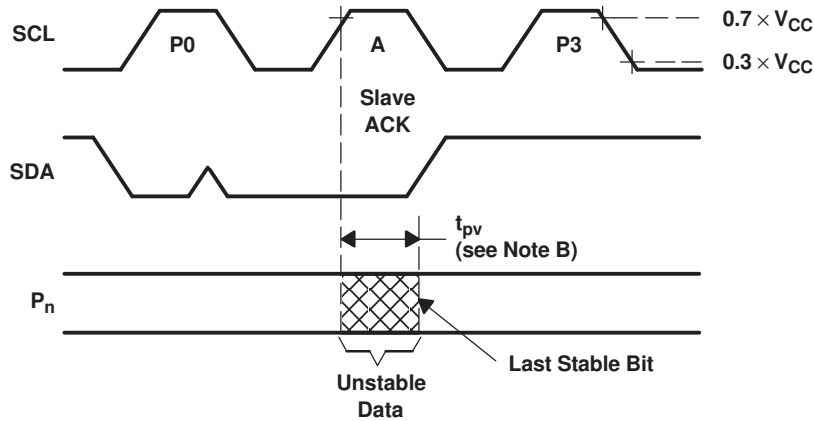 SCL
P0
A
P3
0.7 × VCC
0.3 × VCC
Slave
ACK
SDA
tpv
(see Note B)
Pn
Last Stable Bit
Unstable
Data